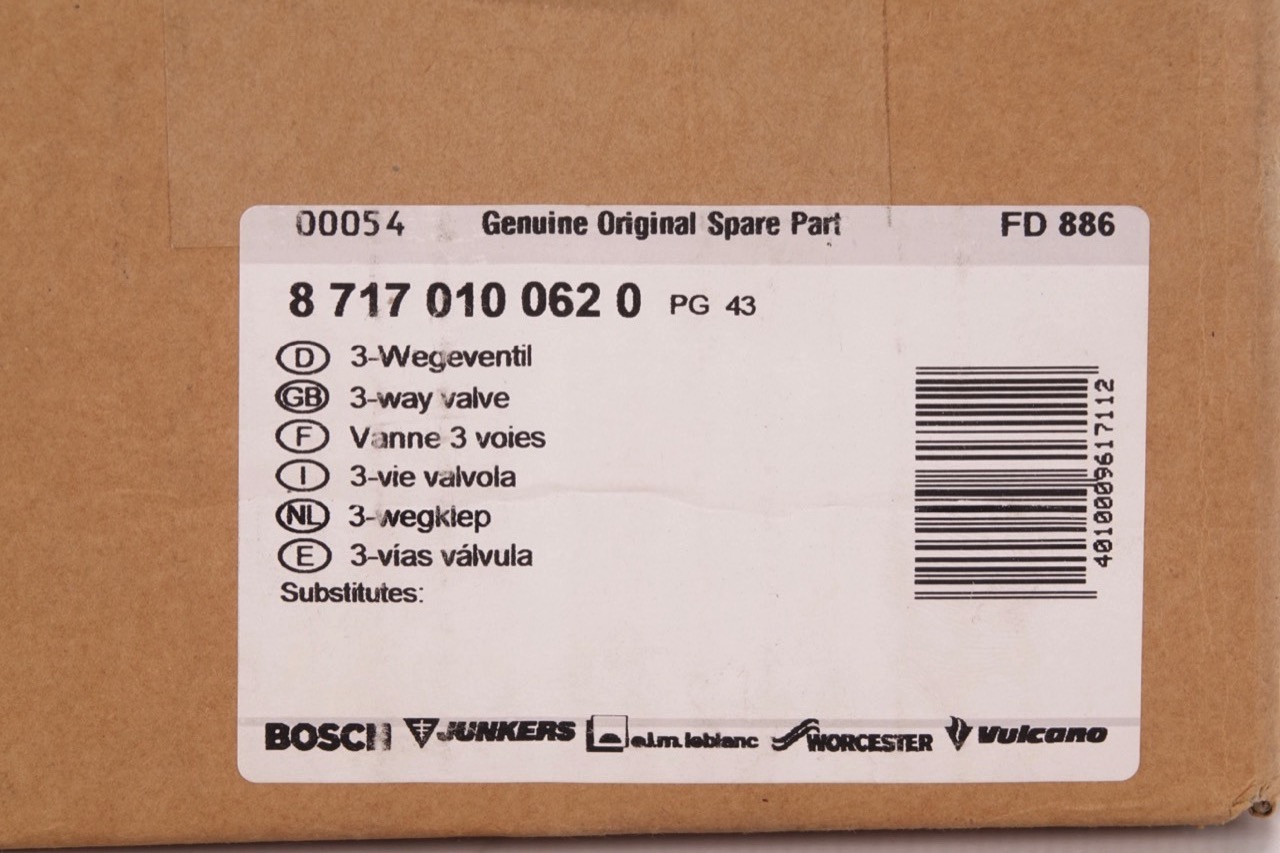 00054 Genuine Original Spare Part FD 886
8 717 010 062 0 PG 43
D 3-Wegeventil
GB 3-way valve
F Vanne 3 voies
I 3-vie valvola
NL 3-wegklep
E 3-vías válvula
Substitutes:
4010009617112
BOSCH JUNKERS e.l.m. leblanc WORCESTER Vulcano